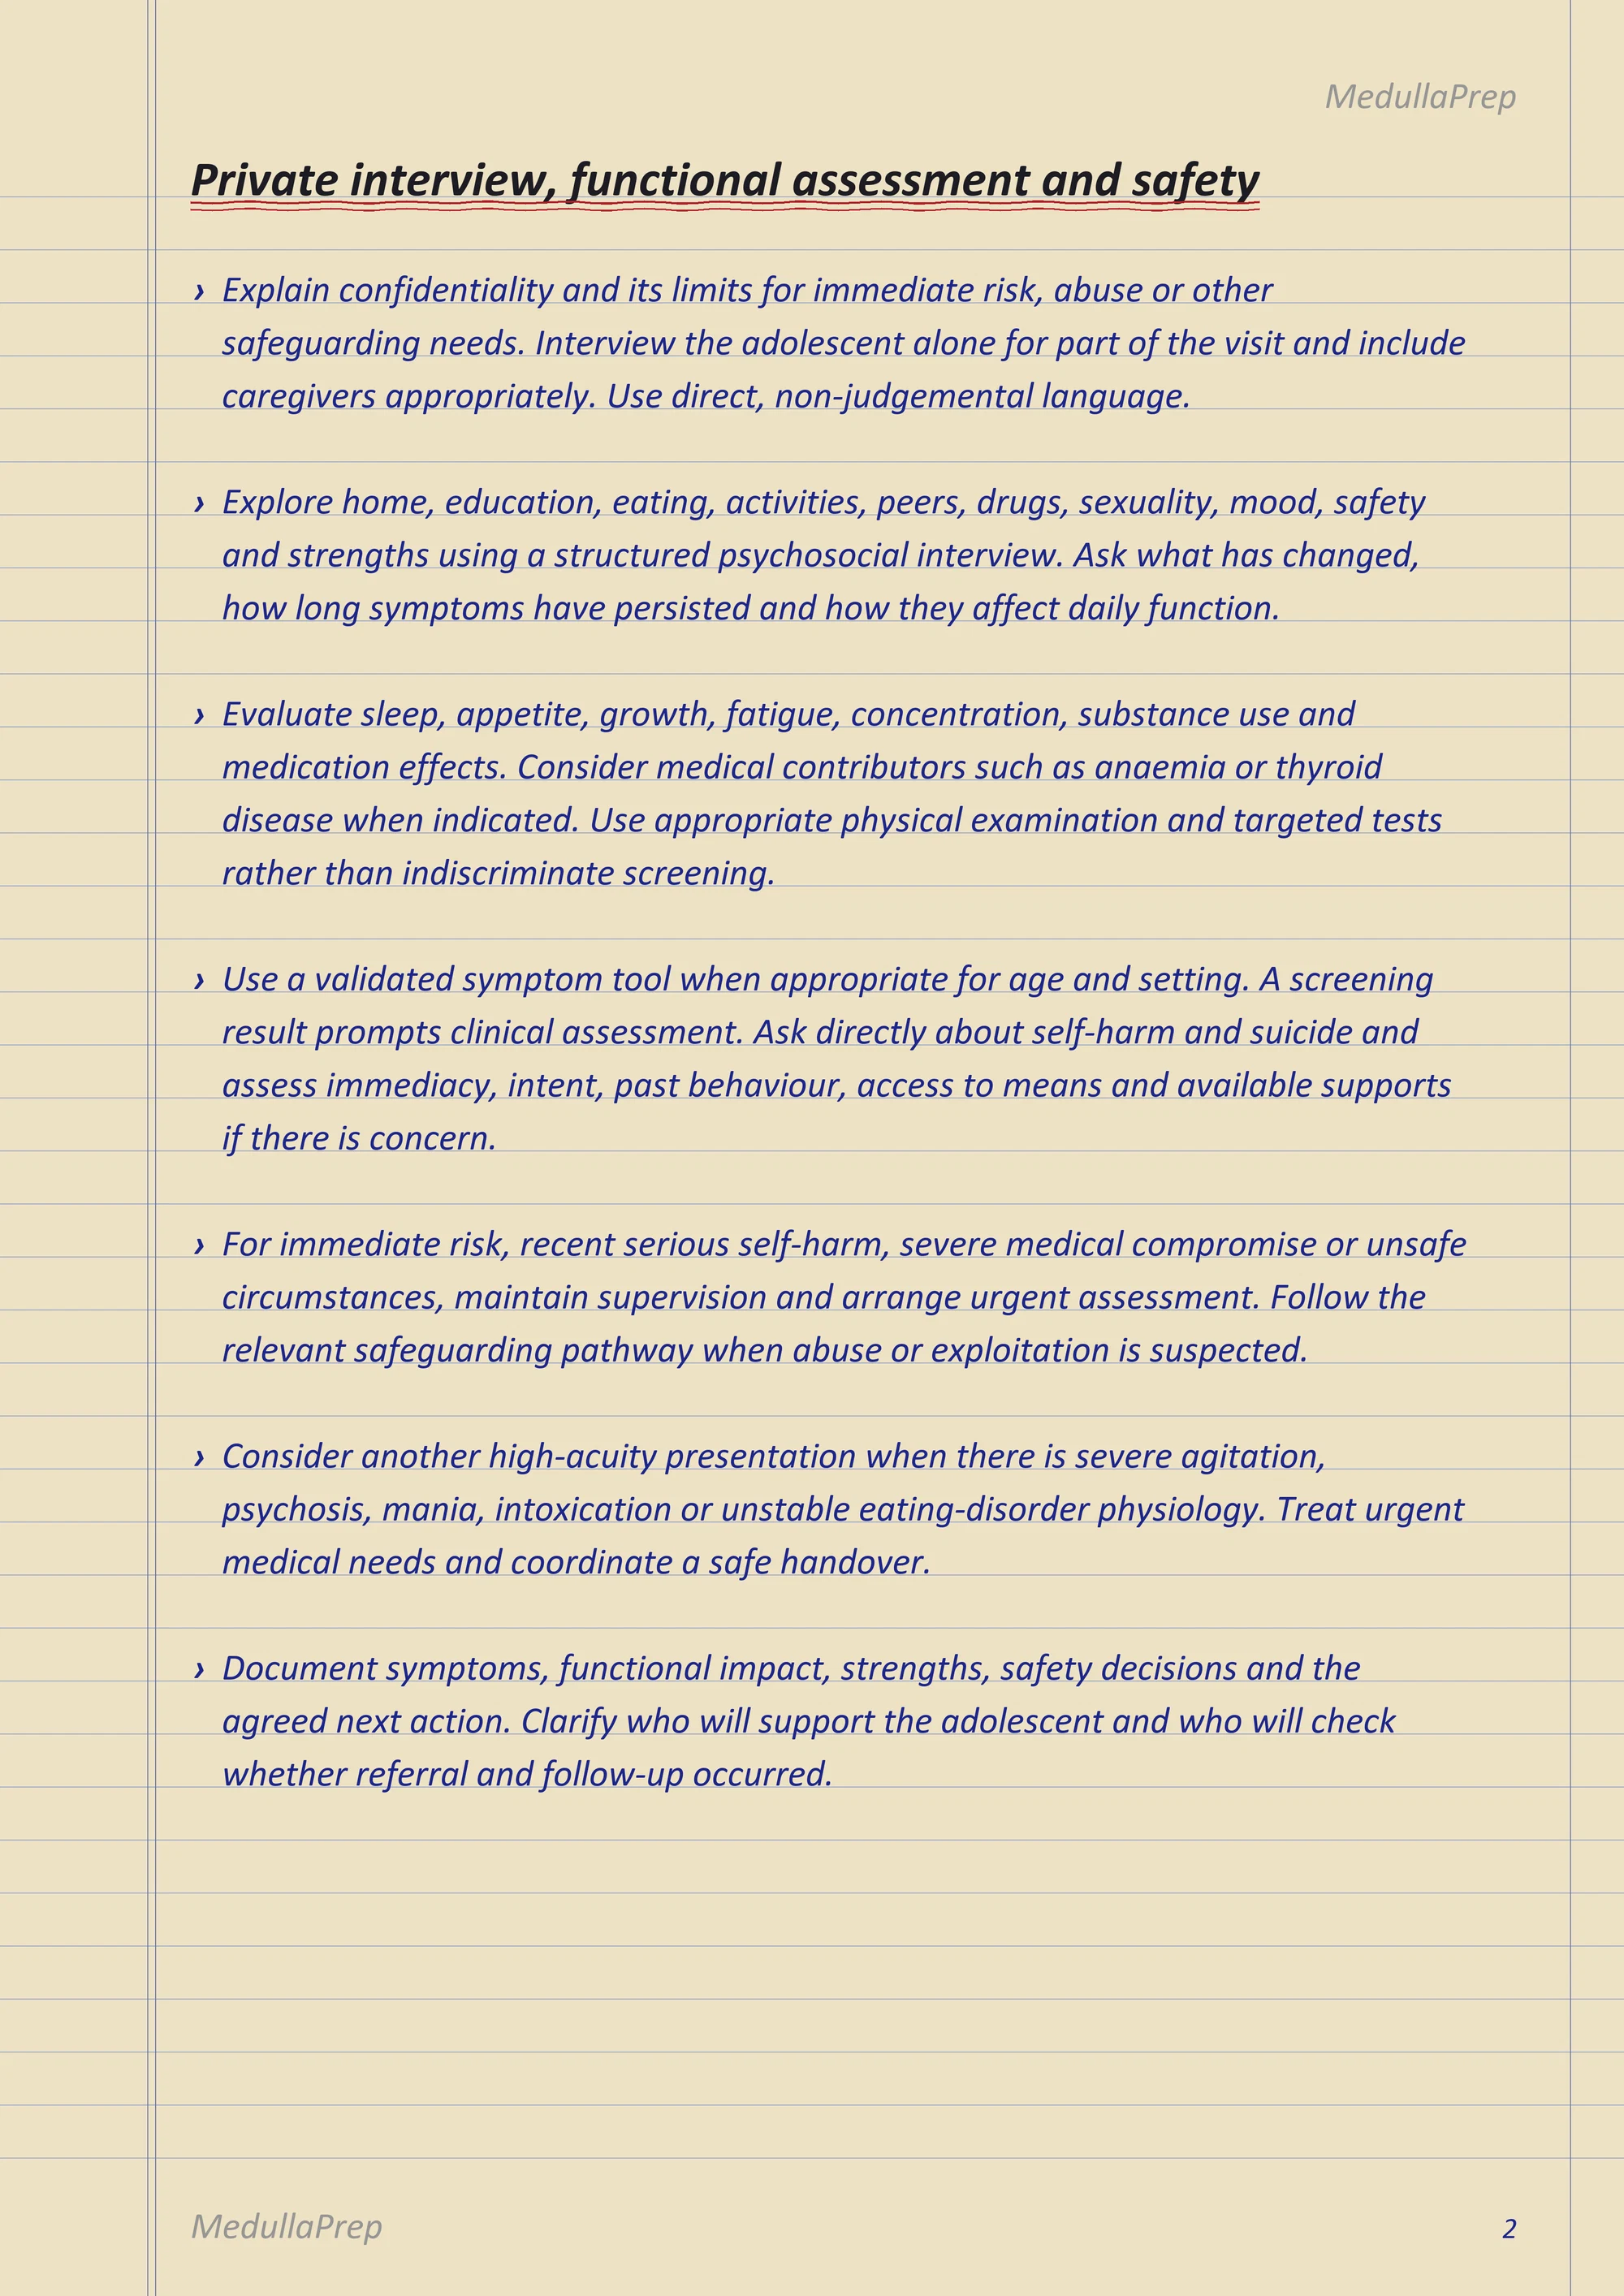 MedullaPrep
Private interview, functional assessment and safety
› Explain confidentiality and its limits for immediate risk, abuse or other
safeguarding needs. Interview the adolescent alone for part of the visit and include
caregivers appropriately. Use direct, non-judgemental language.
› Explore home, education, eating, activities, peers, drugs, sexuality, mood, safety
and strengths using a structured psychosocial interview. Ask what has changed,
how long symptoms have persisted and how they affect daily function.
› Evaluate sleep, appetite, growth, fatigue, concentration, substance use and
medication effects. Consider medical contributors such as anaemia or thyroid
disease when indicated. Use appropriate physical examination and targeted tests
rather than indiscriminate screening.
› Use a validated symptom tool when appropriate for age and setting. A screening
result prompts clinical assessment. Ask directly about self-harm and suicide and
assess immediacy, intent, past behaviour, access to means and available supports
if there is concern.
› For immediate risk, recent serious self-harm, severe medical compromise or unsafe
circumstances, maintain supervision and arrange urgent assessment. Follow the
relevant safeguarding pathway when abuse or exploitation is suspected.
› Consider another high-acuity presentation when there is severe agitation,
psychosis, mania, intoxication or unstable eating-disorder physiology. Treat urgent
medical needs and coordinate a safe handover.
› Document symptoms, functional impact, strengths, safety decisions and the
agreed next action. Clarify who will support the adolescent and who will check
whether referral and follow-up occurred.
MedullaPrep
2